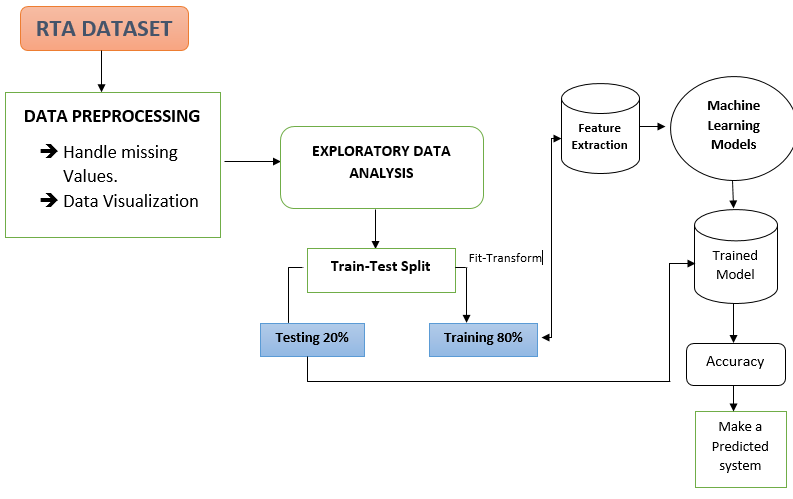 RTA DATASET
DATA PREPROCESSING
➔ Handle missing
Values.
➔ Data Visualization
EXPLORATORY DATA
ANALYSIS
Train-Test Split
Testing 20%
Training 80%
Fit-Transform
Feature
Extraction
Machine
Learning
Models
Trained
Model
Accuracy
Make a
Predicted
system